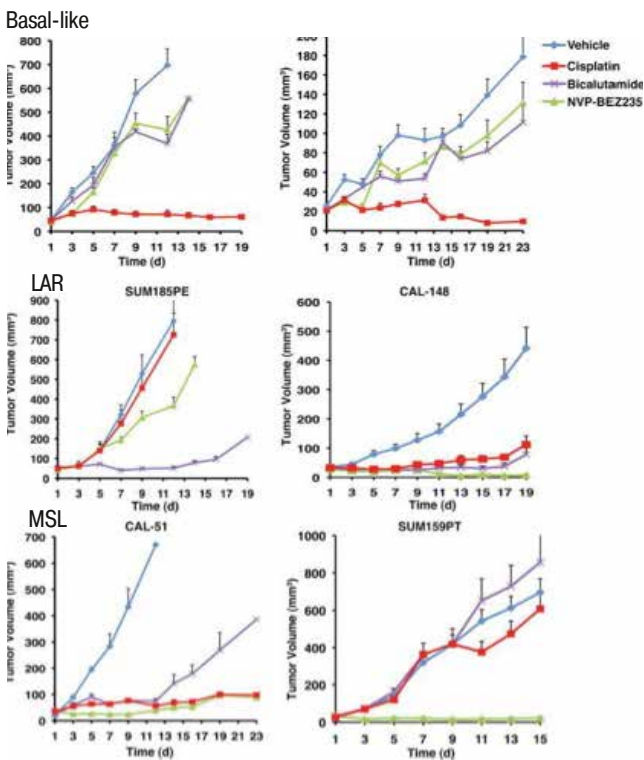 Basal-like
800
700
600
500
400
300
200
100
0
Tumor Volume (mm³)
1 3 5 7 9 11 13 15 17 19
Time (d)
200
180
160
140
120
100
80
60
40
20
0
Tumor Volume (mm³)
1 3 5 7 9 11 13 15 17 19 21 23
Time (d)
Vehicle
Cisplatin
Bicalutamide
NVP-BEZ235
LAR
SUM185PE
900
800
700
600
500
400
300
200
100
0
Tumor Volume (mm³)
1 3 5 7 9 11 13 15 17 19
Time (d)
CAL-148
600
500
400
300
200
100
0
Tumor Volume (mm³)
1 3 5 7 9 11 13 15 17 19
Time (d)
MSL
CAL-51
700
600
500
400
300
200
100
0
Tumor Volume (mm³)
1 3 5 7 9 11 13 15 17 19 21 23
Time (d)
SUM159PT
1000
800
600
400
200
0
Tumor Volume (mm³)
1 3 5 7 9 11 13 15
Time (d)